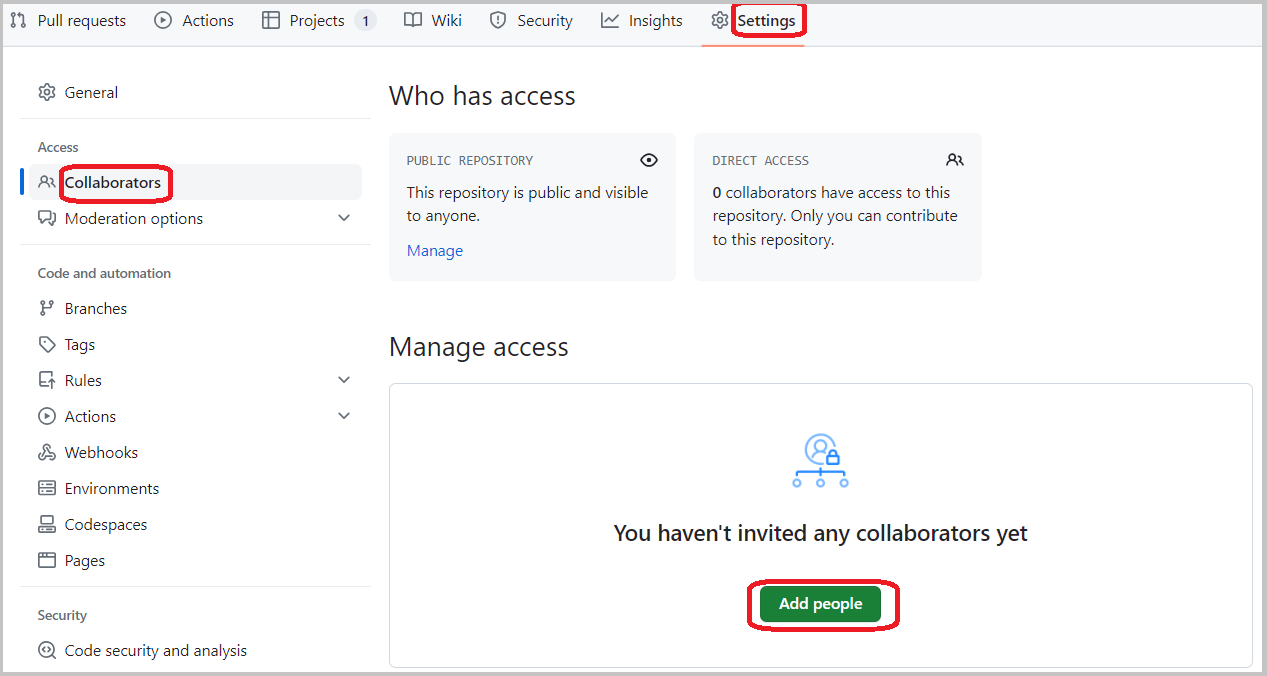 Pull requests Actions Projects 1 Wiki Security Insights Settings
General
Access
Collaborators
Moderation options
Code and automation
Branches
Tags
Rules
Actions
Webhooks
Environments
Codespaces
Pages
Security
Code security and analysis
Who has access
PUBLIC REPOSITORY
This repository is public and visible
to anyone.
Manage
DIRECT ACCESS
0 collaborators have access to this
repository. Only you can contribute
to this repository.
Manage access
You haven't invited any collaborators yet
Add people